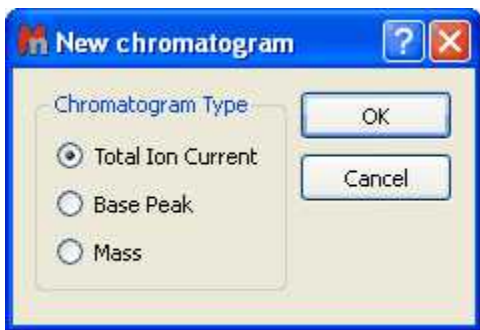 New chromatogram
?
Chromatogram Type
Total Ion Current
Base Peak
Mass
OK
Cancel